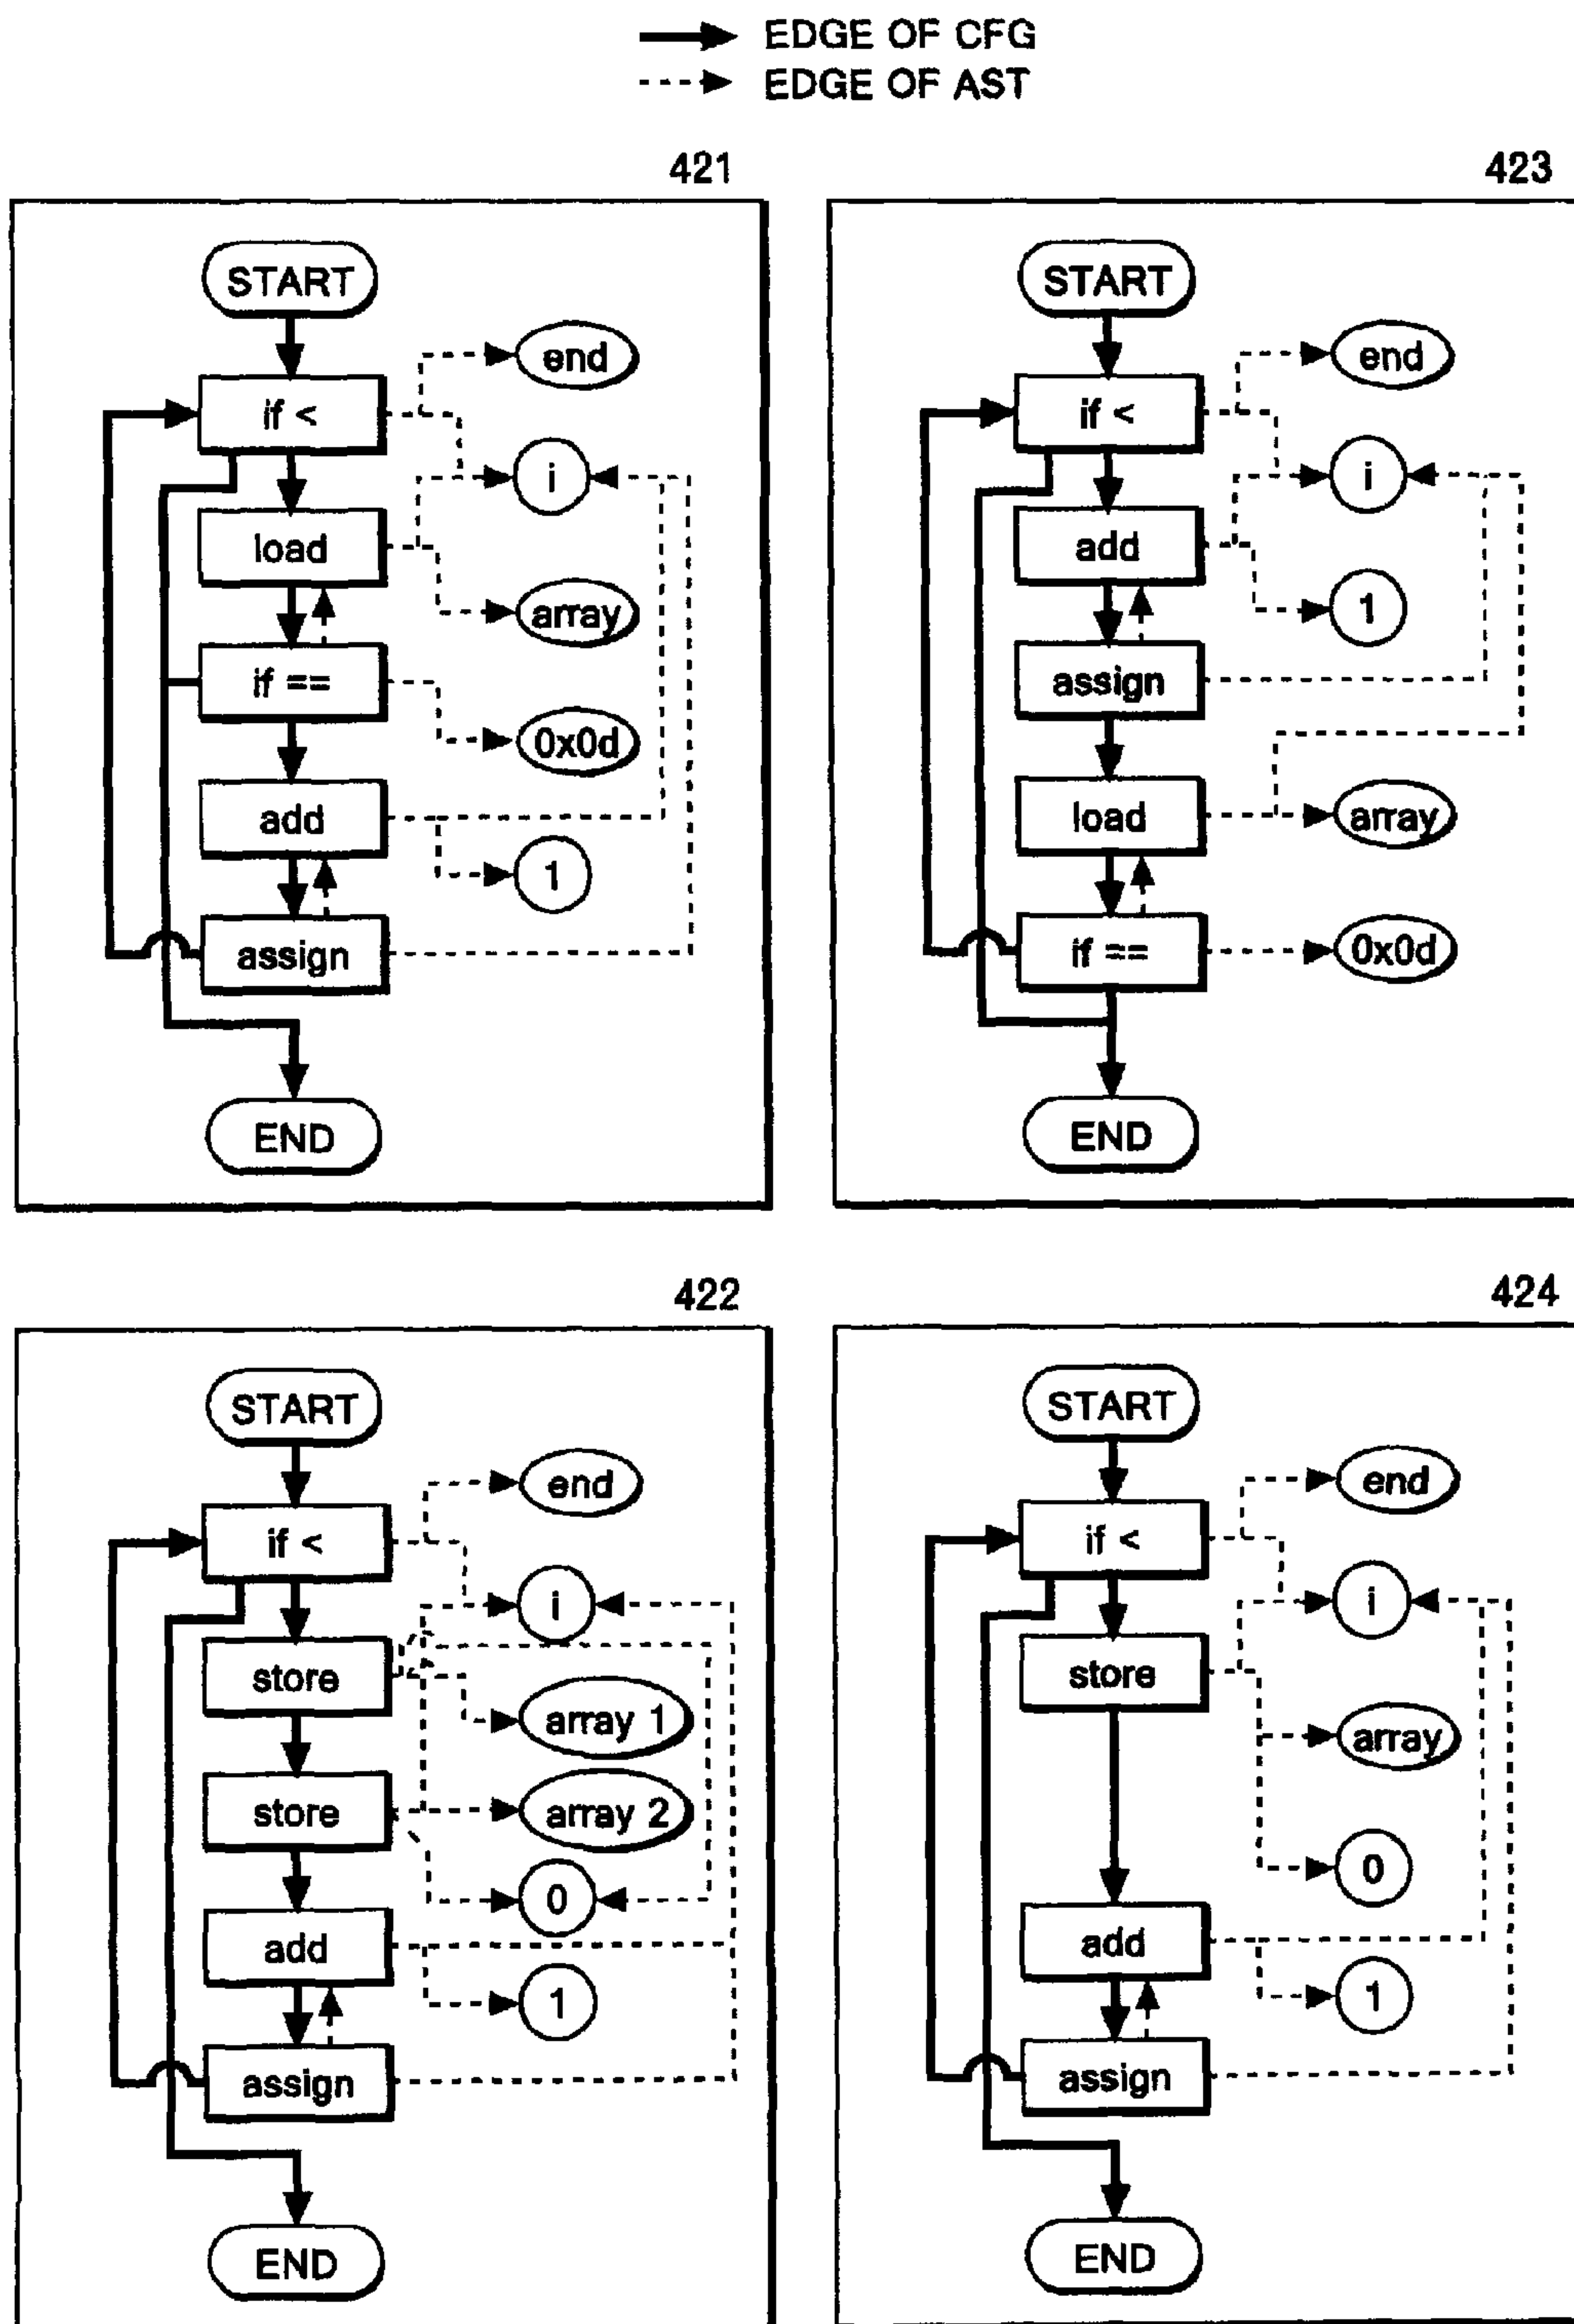 EDGE OF CFG
EDGE OF AST
421
START
end
if <
i
load
array
if ==
0x0d
add
1
assign
END
423
START
end
if <
i
add
1
assign
load
array
if ==
0x0d
END
422
START
end
if <
i
store
array 1
store
array 2
0
add
1
assign
END
424
START
end
if <
i
store
array
0
add
1
assign
END